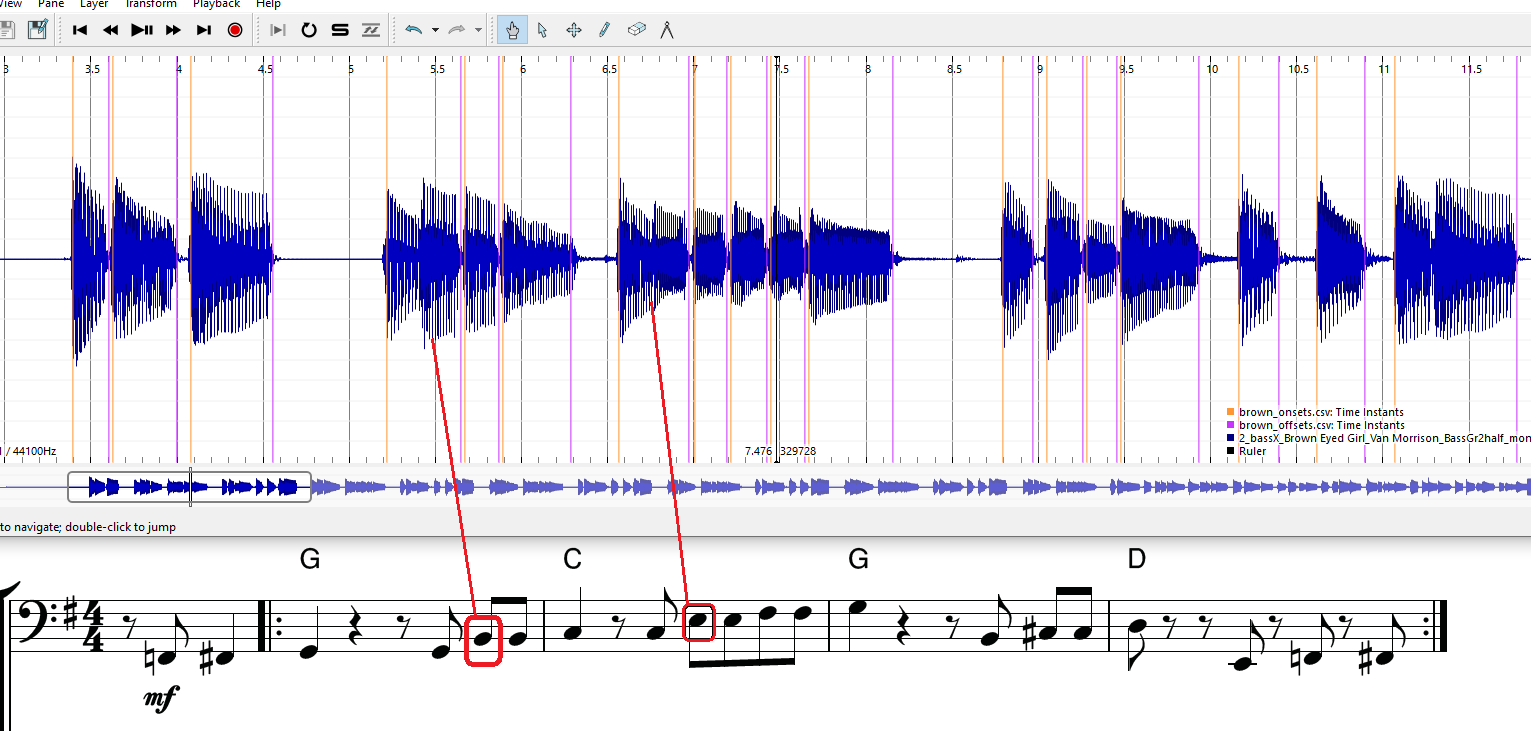 View Pane Layer Transform Playback Help
3 3.5 4 4.5 5 5.5 6 6.5 7 7.5 8 8.5 9 9.5 10 10.5 11 11.5
brown_onsets.csv: Time Instants
brown_offsets.csv: Time Instants
2_bassX_Brown Eyed Girl_Van Morrison_BassGr2half_mon
Ruler
/ 44100Hz
7.476 329728
to navigate; double-click to jump
G C G D
4
4
mf